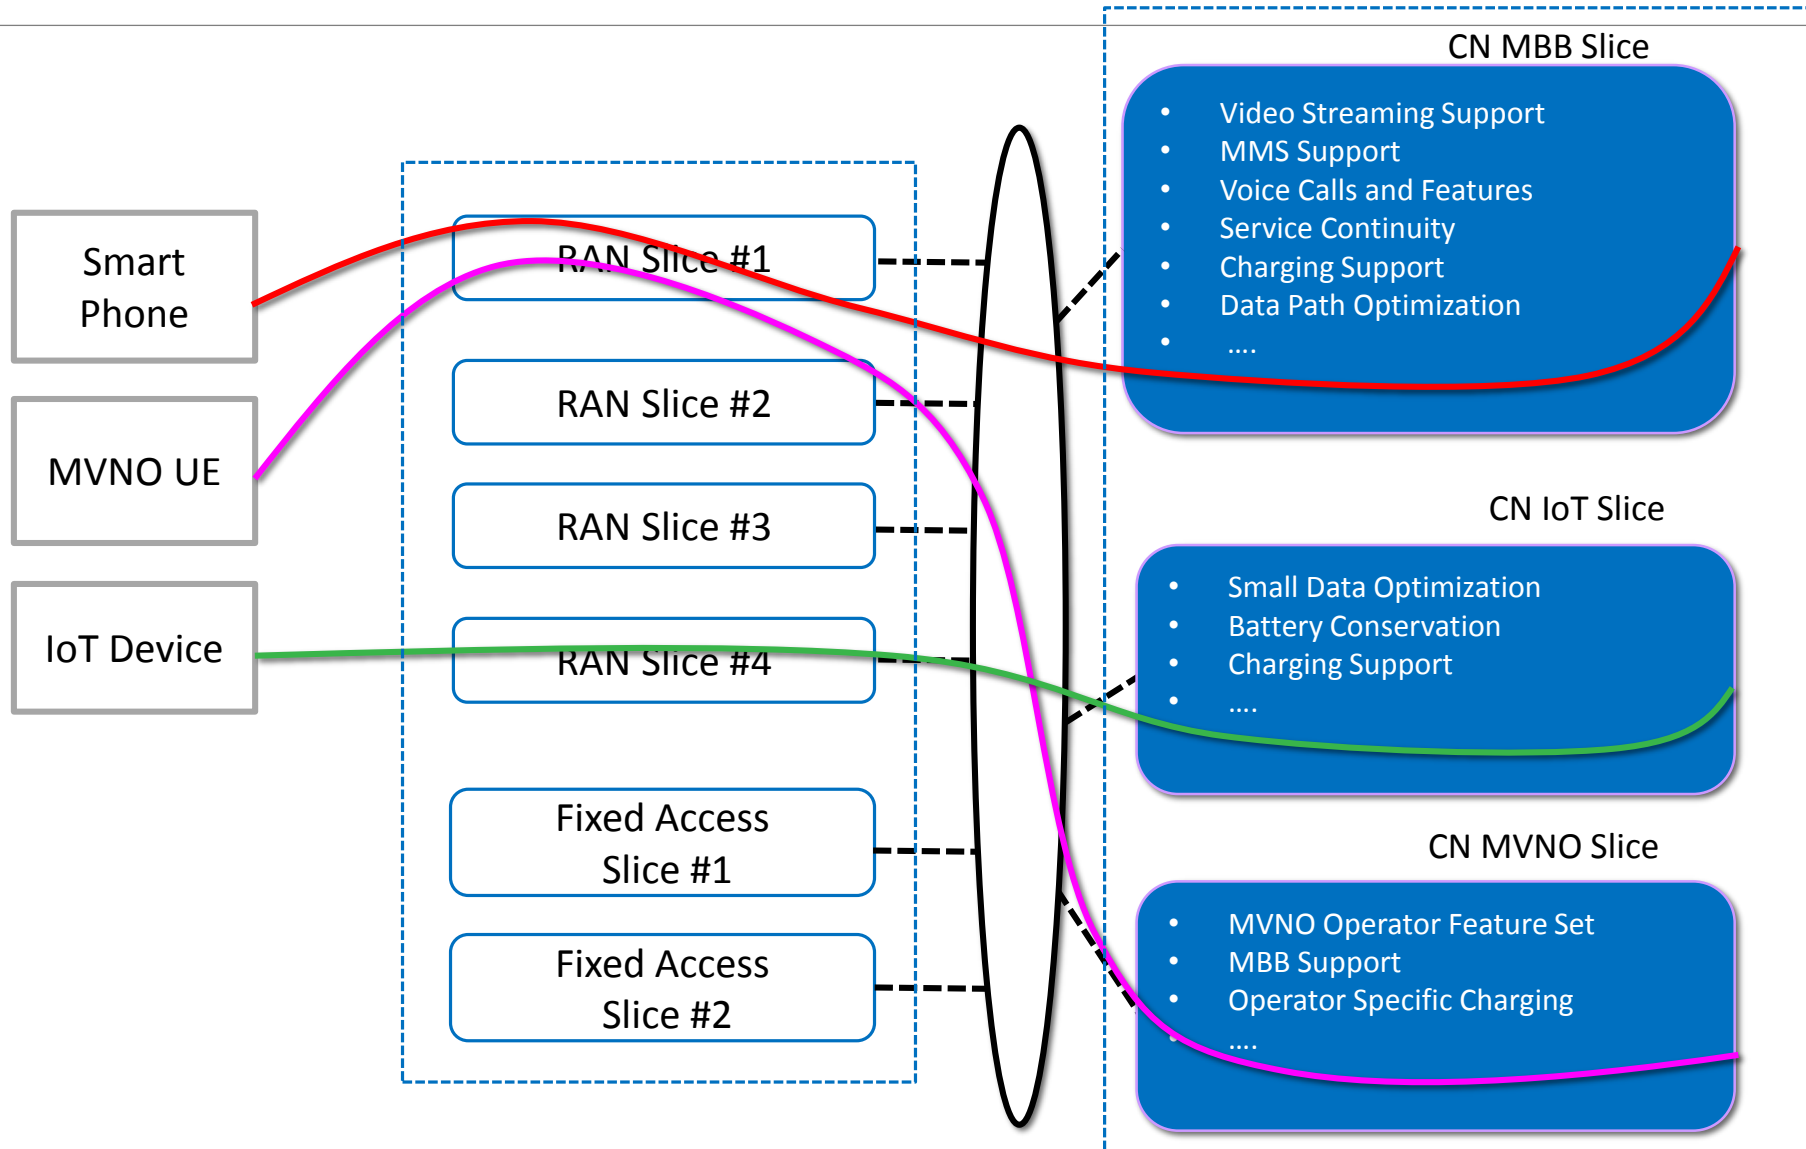 Smart
Phone
MVNO UE
IoT Device
RAN Slice #1
RAN Slice #2
RAN Slice #3
RAN Slice #4
Fixed Access
Slice #1
Fixed Access
Slice #2
CN MBB Slice
• Video Streaming Support
• MMS Support
• Voice Calls and Features
• Service Continuity
• Charging Support
• Data Path Optimization
• ....
CN IoT Slice
• Small Data Optimization
• Battery Conservation
• Charging Support
• ....
CN MVNO Slice
• MVNO Operator Feature Set
• MBB Support
• Operator Specific Charging
• ....